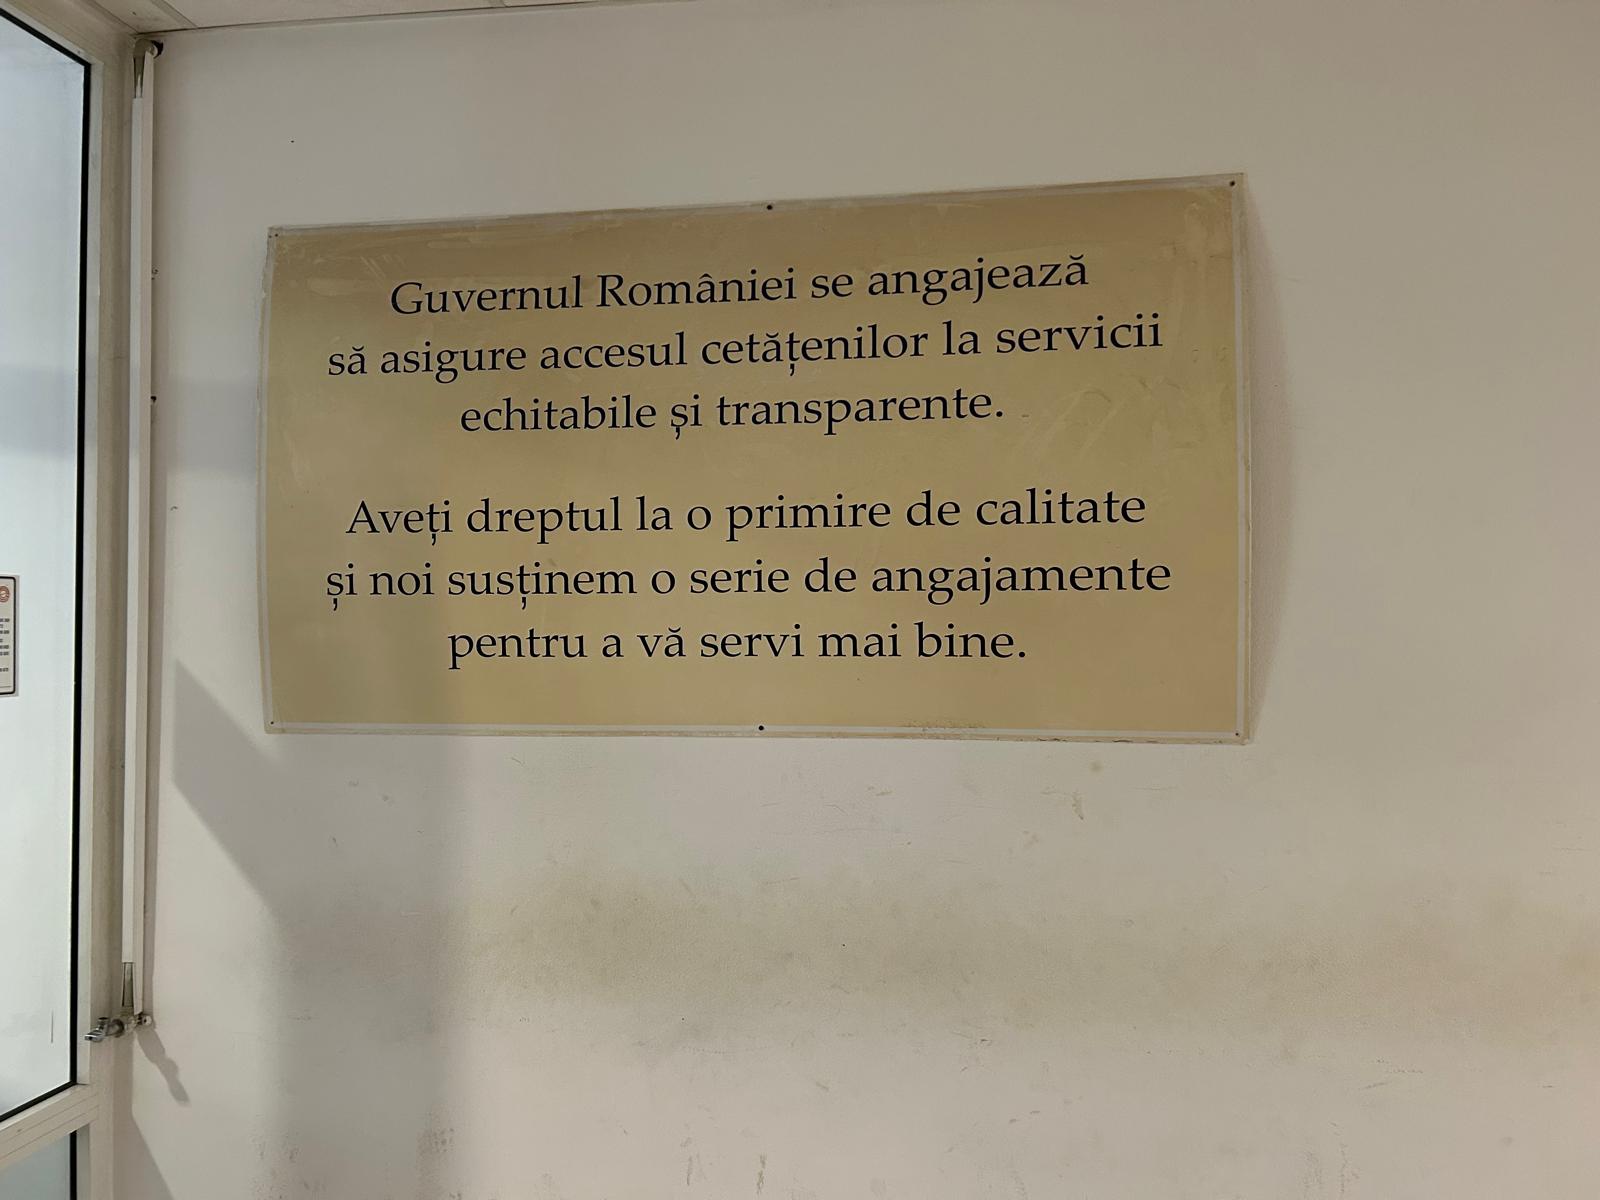 Guvernul României se angajează
să asigure accesul cetățenilor la servicii
echitabile și transparente.
Aveți dreptul la o primire de calitate
și noi susținem o serie de angajamente
pentru a vă servi mai bine.